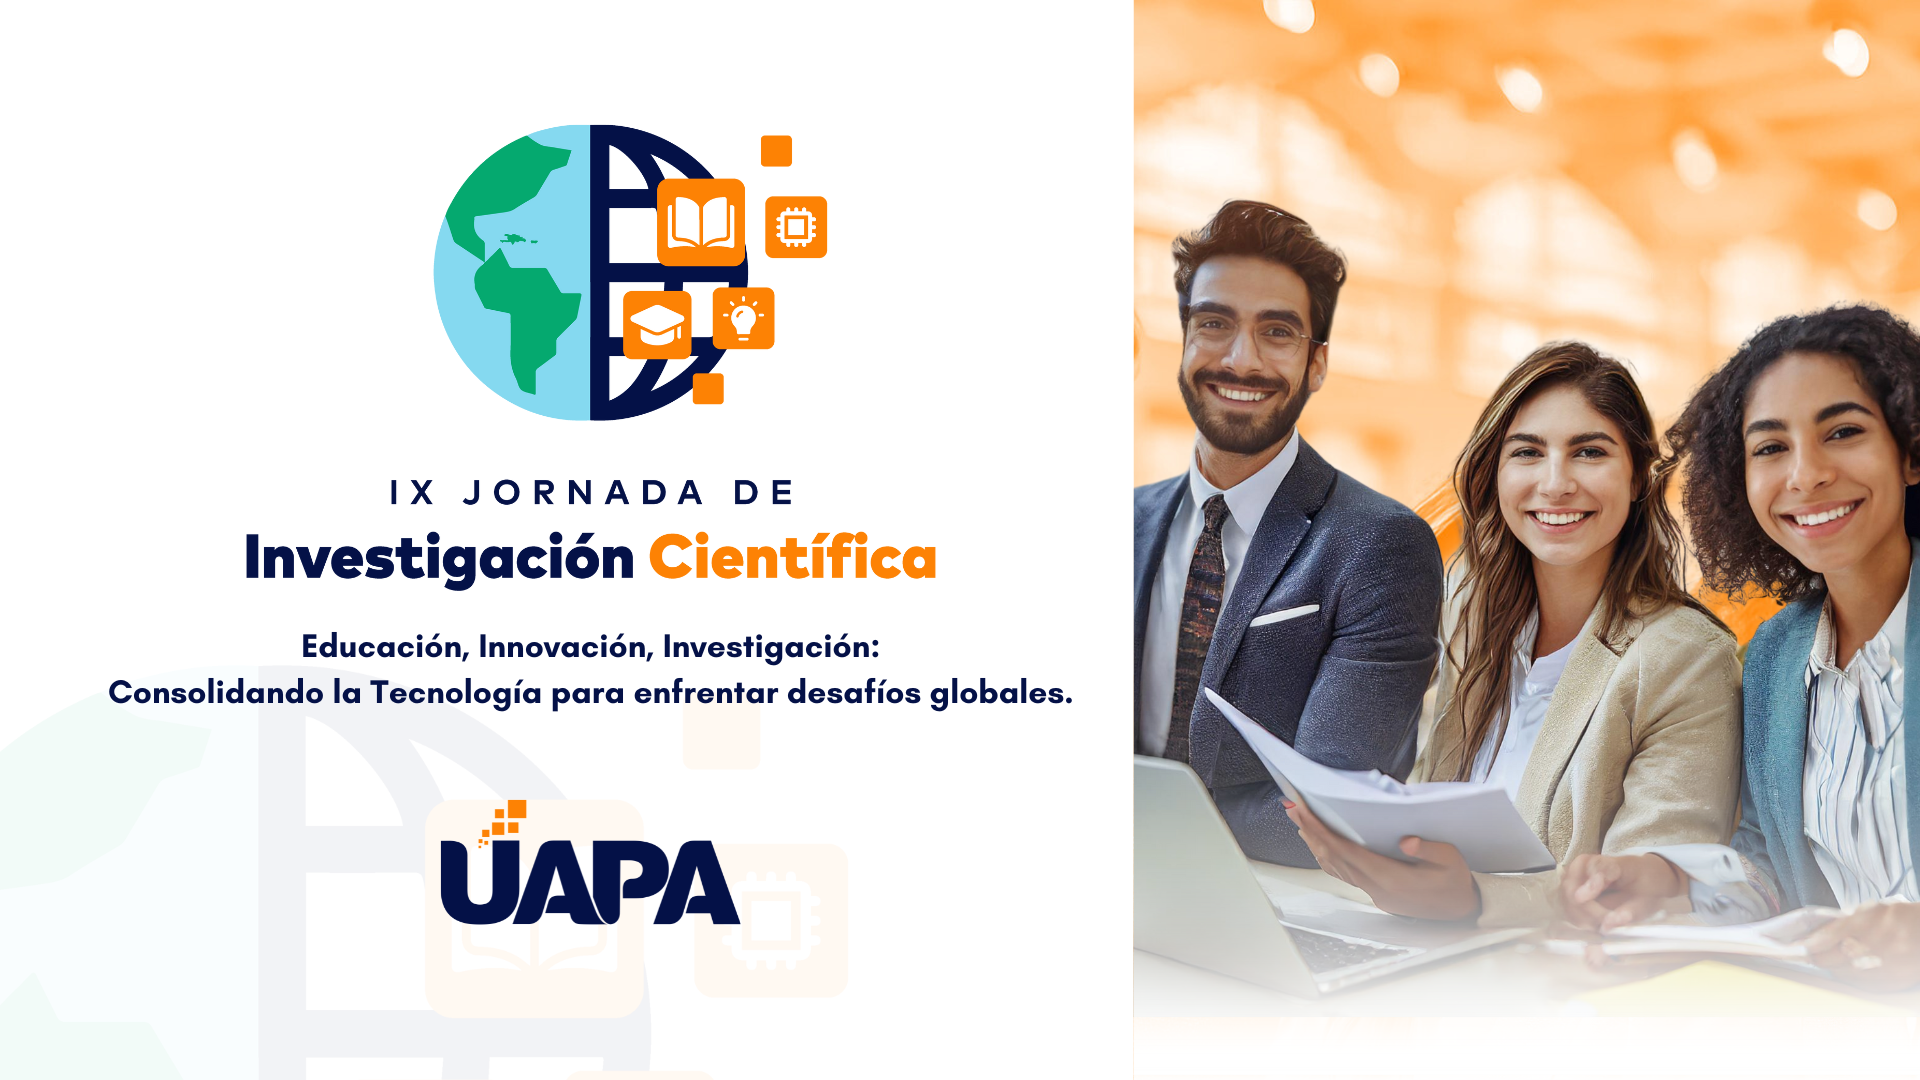 IX JORNADA DE
Investigación Científica
Educación, Innovación, Investigación:
Consolidando la Tecnología para enfrentar desafíos globales.
UAPA